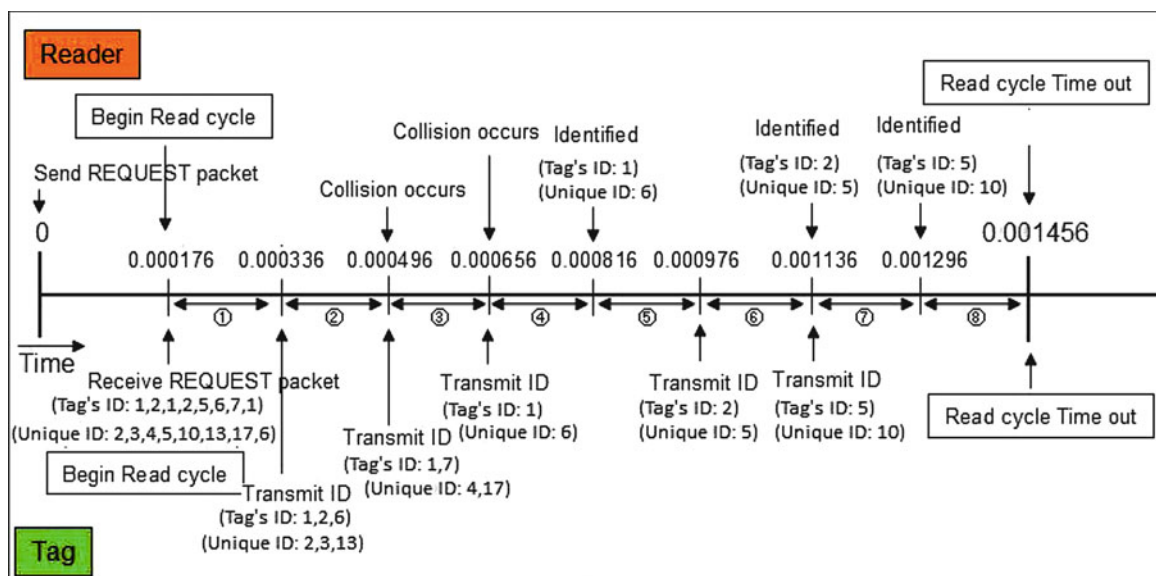 Reader
Read cycle Time out
Begin Read cycle
Collision occurs
Identified
(Tag's ID: 1)
(Unique ID: 6)
Identified
(Tag's ID: 2)
(Unique ID: 5)
Identified
(Tag's ID: 5)
(Unique ID: 10)
Send REQUEST packet
Collision occurs
0
0.000176
0.000336
0.000496
0.000656
0.000816
0.000976
0.001136
0.001296
0.001456
①
②
③
④
⑤
⑥
⑦
⑧
Time
Receive REQUEST packet
(Tag's ID: 1,2,1,2,5,6,7,1)
(Unique ID: 2,3,4,5,10,13,17,6)
Begin Read cycle
Transmit ID
(Tag's ID: 1,2,6)
(Unique ID: 2,3,13)
Transmit ID
(Tag's ID: 1,7)
(Unique ID: 4,17)
Transmit ID
(Tag's ID: 1)
(Unique ID: 6)
Transmit ID
(Tag's ID: 2)
(Unique ID: 5)
Transmit ID
(Tag's ID: 5)
(Unique ID: 10)
Read cycle Time out
Tag